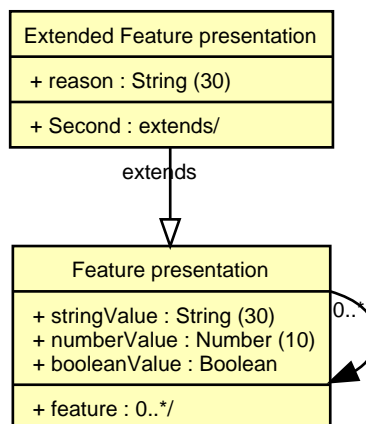 Extended Feature presentation
+ reason : String (30)
+ Second : extends/
extends
Feature presentation
+ stringValue : String (30)
+ numberValue : Number (10)
+ booleanValue : Boolean
0..*
+ feature : 0..*/